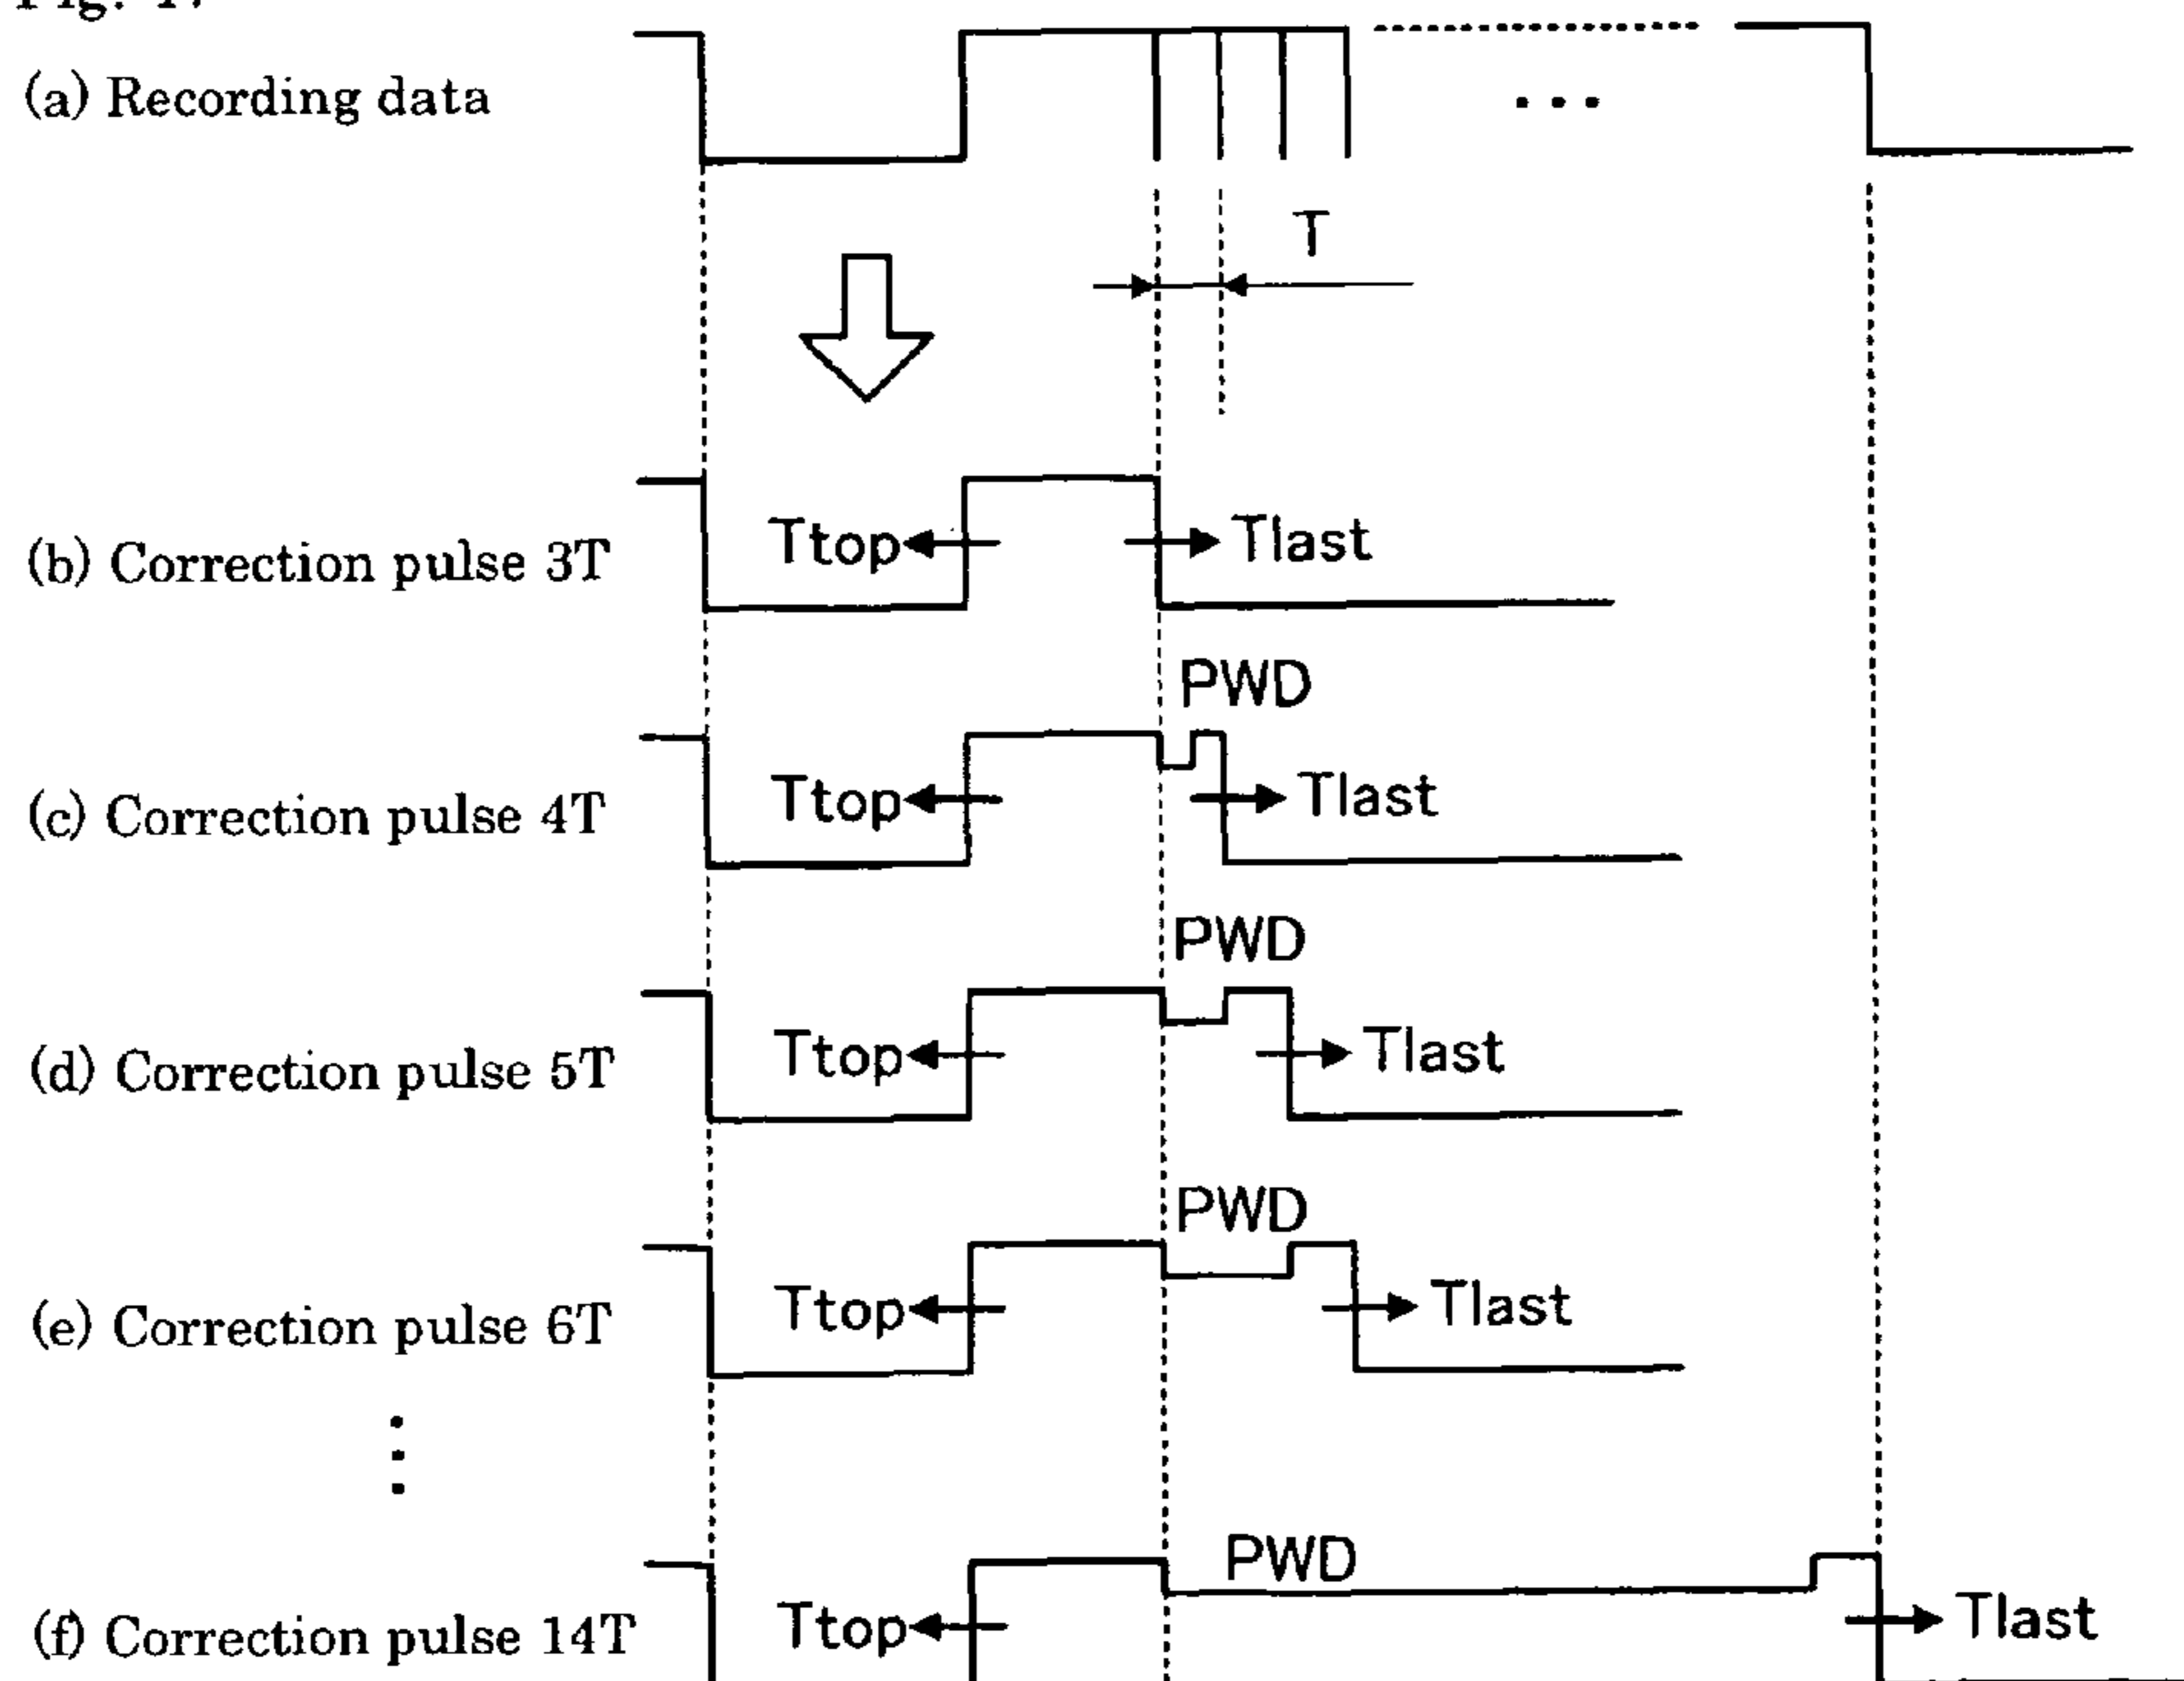 (a) Recording data
...
T
(b) Correction pulse 3T
Ttop
Tlast
PWD
(c) Correction pulse 4T
Ttop
Tlast
PWD
(d) Correction pulse 5T
Ttop
Tlast
PWD
(e) Correction pulse 6T
Ttop
Tlast
PWD
(f) Correction pulse 14T
Ttop
Tlast